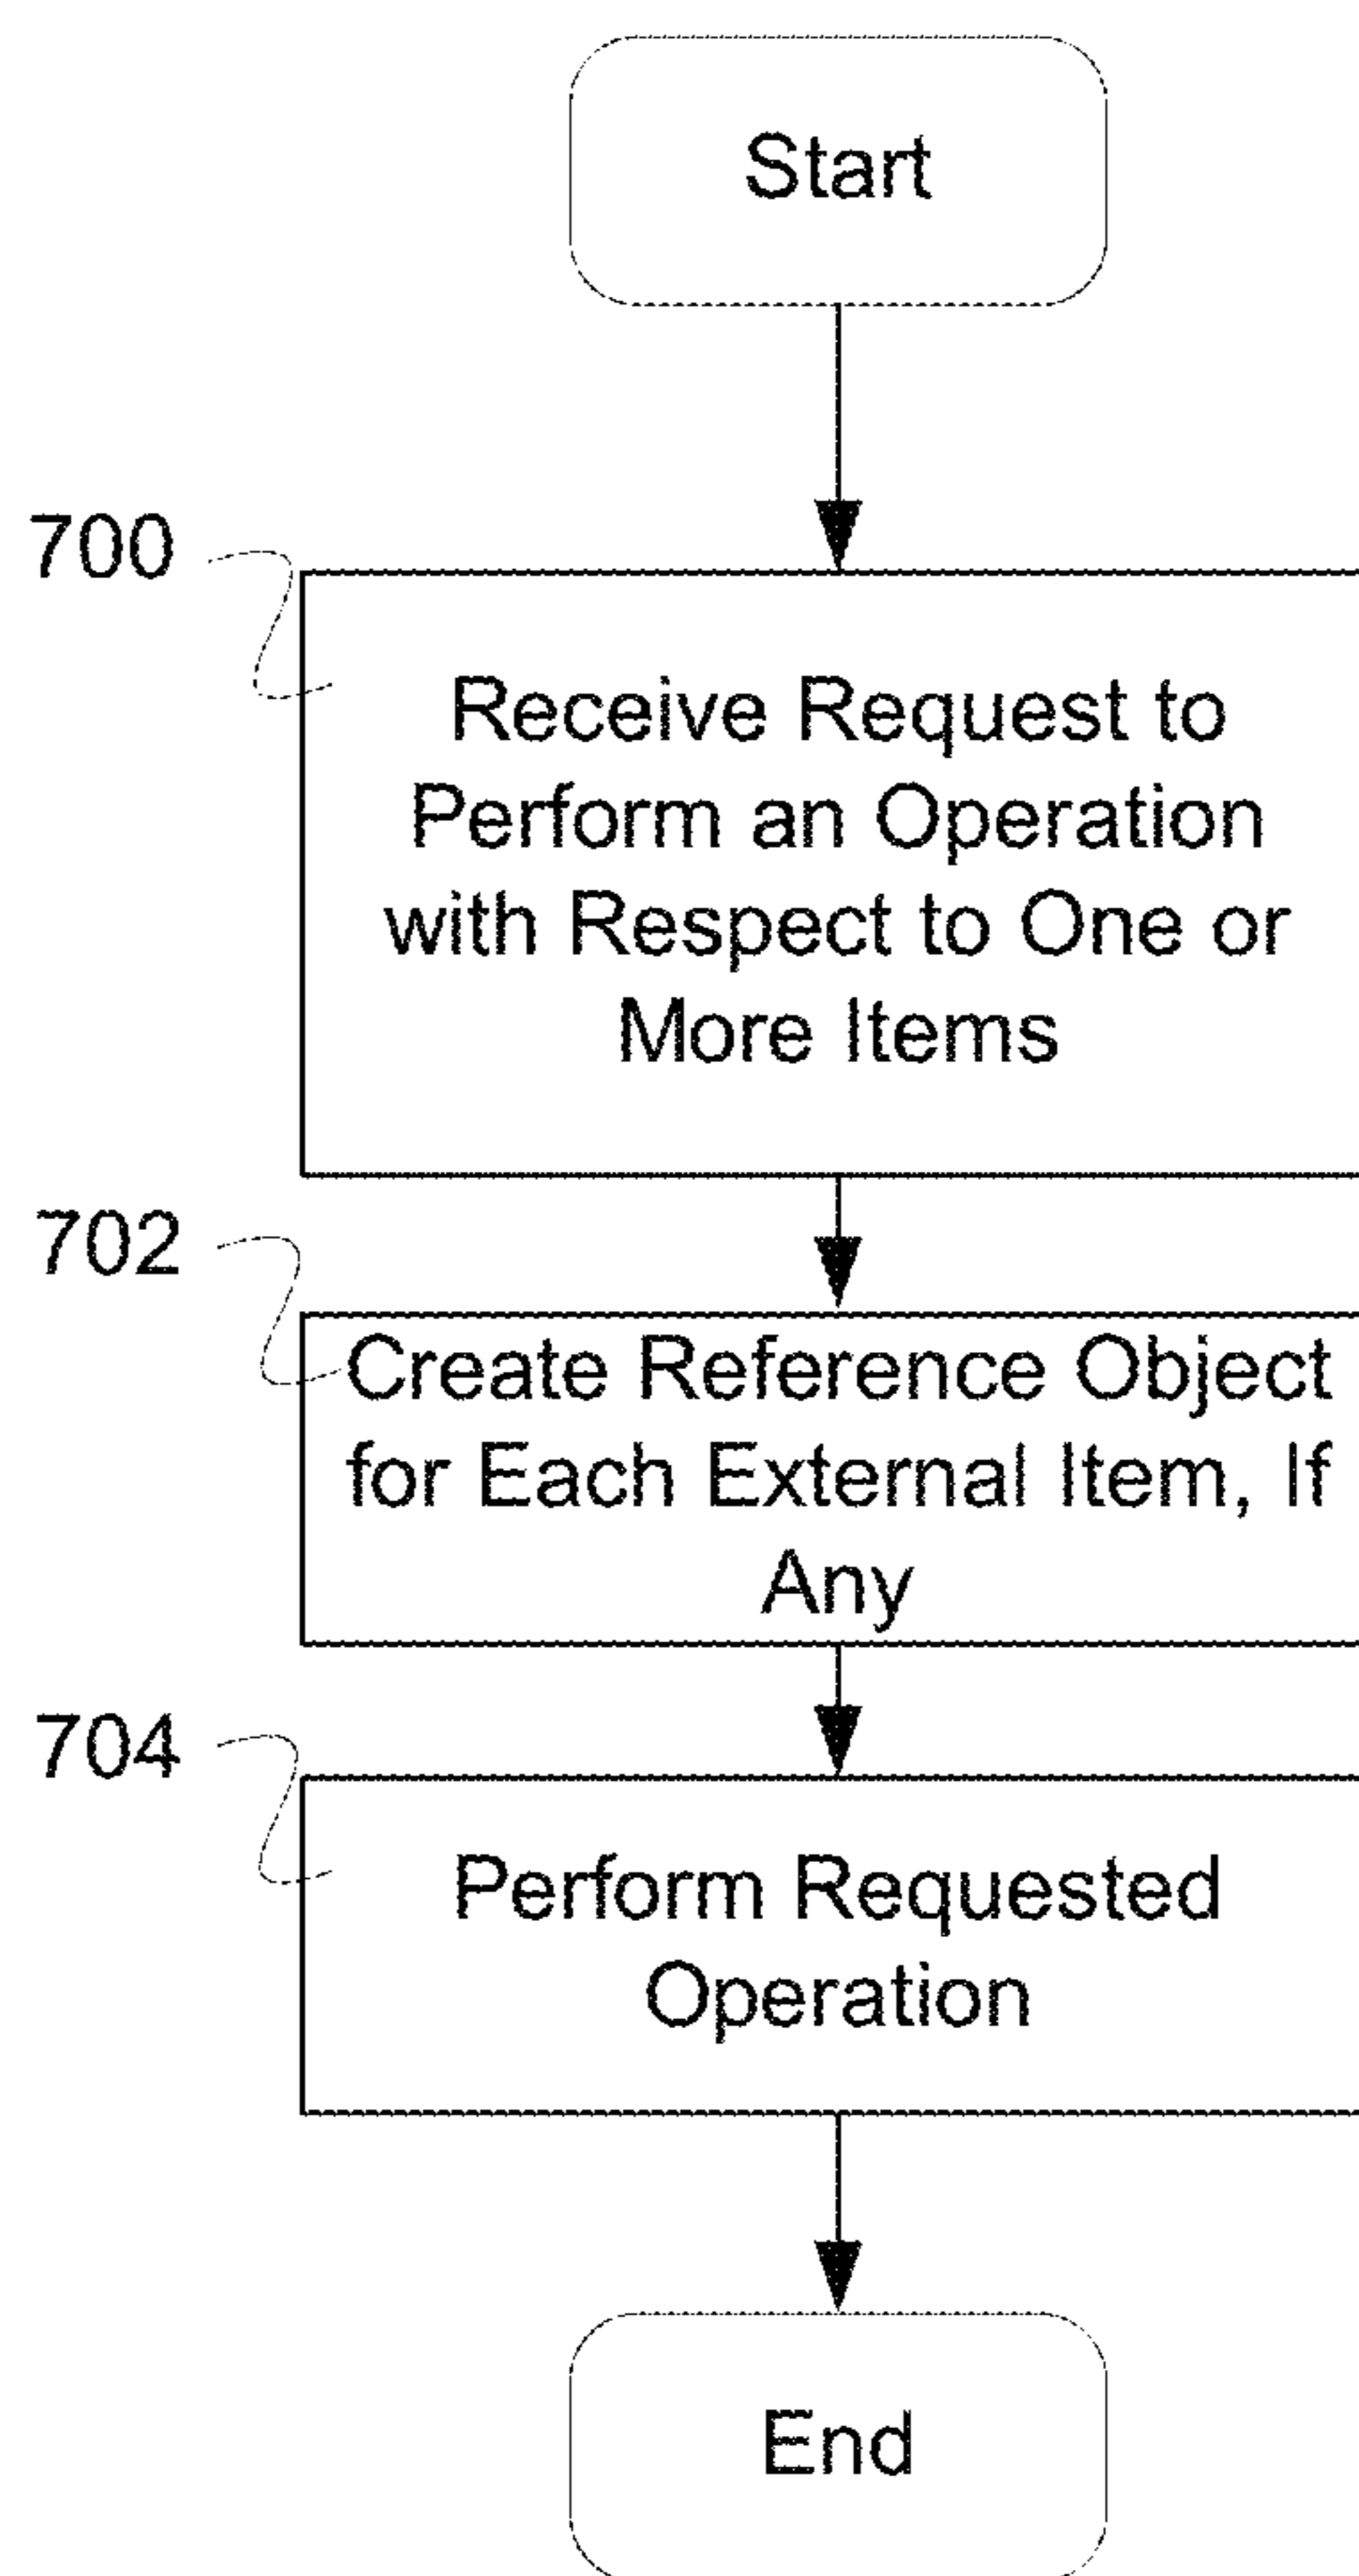 Start
700
Receive Request to
Perform an Operation
with Respect to One or
More Items
702
Create Reference Object
for Each External Item, If
Any
704
Perform Requested
Operation
End